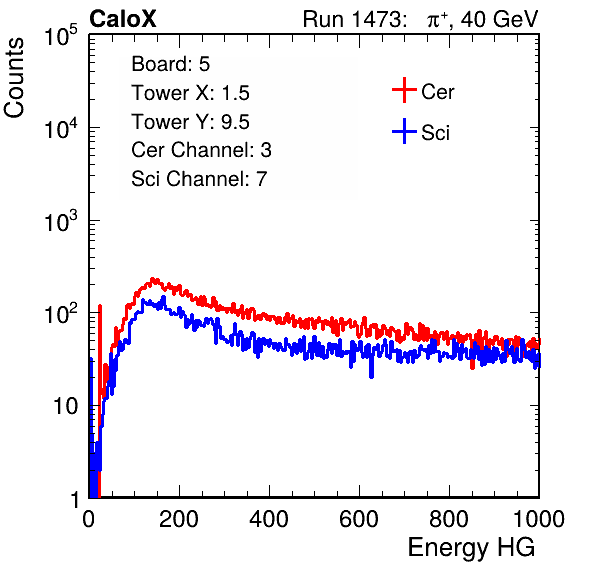 CaloX Run 1473: π⁺, 40 GeV
Counts
10⁵
10⁴
10³
10²
10
1
Board: 5
Tower X: 1.5
Tower Y: 9.5
Cer Channel: 3
Sci Channel: 7
Cer
Sci
0 200 400 600 800 1000
Energy HG